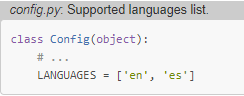 config.py: Supported languages list.
class Config(object):
    # ...
    LANGUAGES = ['en', 'es']